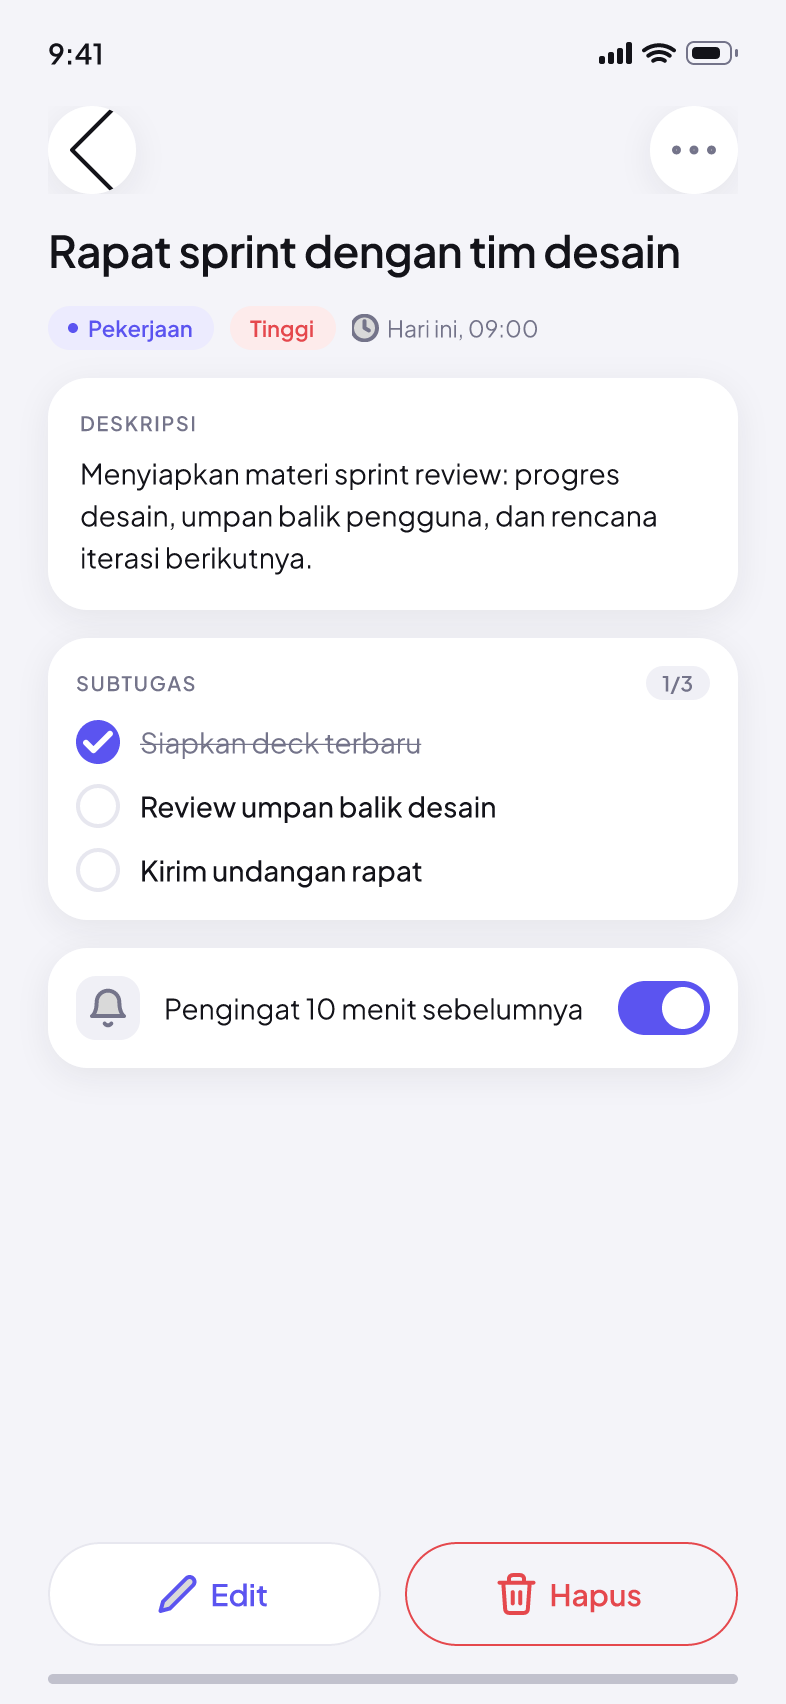 9:41
Rapat sprint dengan tim desain
Pekerjaan
Tinggi
Hari ini, 09:00
DESKRIPSI
Menyiapkan materi sprint review: progres
desain, umpan balik pengguna, dan rencana
iterasi berikutnya.
SUBTUGAS
1/3
Siapkan deck terbaru
Review umpan balik desain
Kirim undangan rapat
Pengingat 10 menit sebelumnya
Edit
Hapus